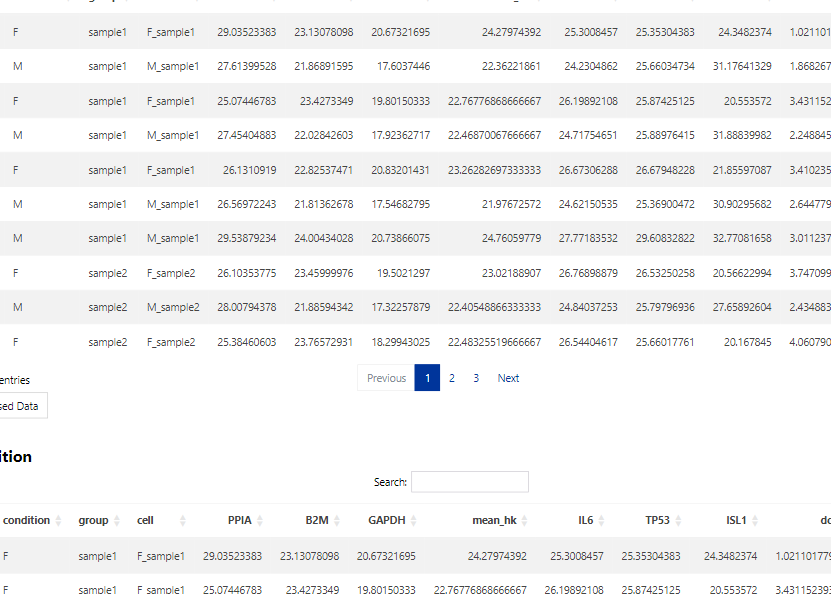 F sample1 F_sample1 29.03523383 23.13078098 20.67321695 24.27974392 25.3008457 25.35304383 24.3482374 1.021101
M sample1 M_sample1 27.61399528 21.86891595 17.6037446 22.36221861 24.2304862 25.66034734 31.17641329 1.868267
F sample1 F_sample1 25.07446783 23.4273349 19.80150333 22.76776868666667 26.19892108 25.87425125 20.553572 3.431152
M sample1 M_sample1 27.45404883 22.02842603 17.92362717 22.46870067666667 24.71754651 25.88976415 31.88839982 2.248845
F sample1 F_sample1 26.1310919 22.82537471 20.83201431 23.26282697333333 26.67306288 26.67948228 21.85597087 3.410235
M sample1 M_sample1 26.56972243 21.81362678 17.54682795 21.97672572 24.62150535 25.36900472 30.90295682 2.644779
M sample1 M_sample1 29.53879234 24.00434028 20.73866075 24.76059779 27.77183532 29.60832822 32.77081658 3.011237
F sample2 F_sample2 26.10353775 23.45999976 19.5021297 23.02188907 26.76898879 26.53250258 20.56622994 3.747099
M sample2 M_sample2 28.00794378 21.88594342 17.32257879 22.40548866333333 24.84037253 25.79796936 27.65892604 2.434883
F sample2 F_sample2 25.38460603 23.76572931 18.29943025 22.48325519666667 26.54404617 25.66017761 20.167845 4.060790
entries Previous 1 2 3 Next
sed Data
ition
Search:
condition group cell PPIA B2M GAPDH mean_hk IL6 TP53 ISL1 dc
F sample1 F_sample1 29.03523383 23.13078098 20.67321695 24.27974392 25.3008457 25.35304383 24.3482374 1.021101779
F sample1 F_sample1 25.07446783 23.4273349 19.80150333 22.76776868666667 26.19892108 25.87425125 20.553572 3.431152393